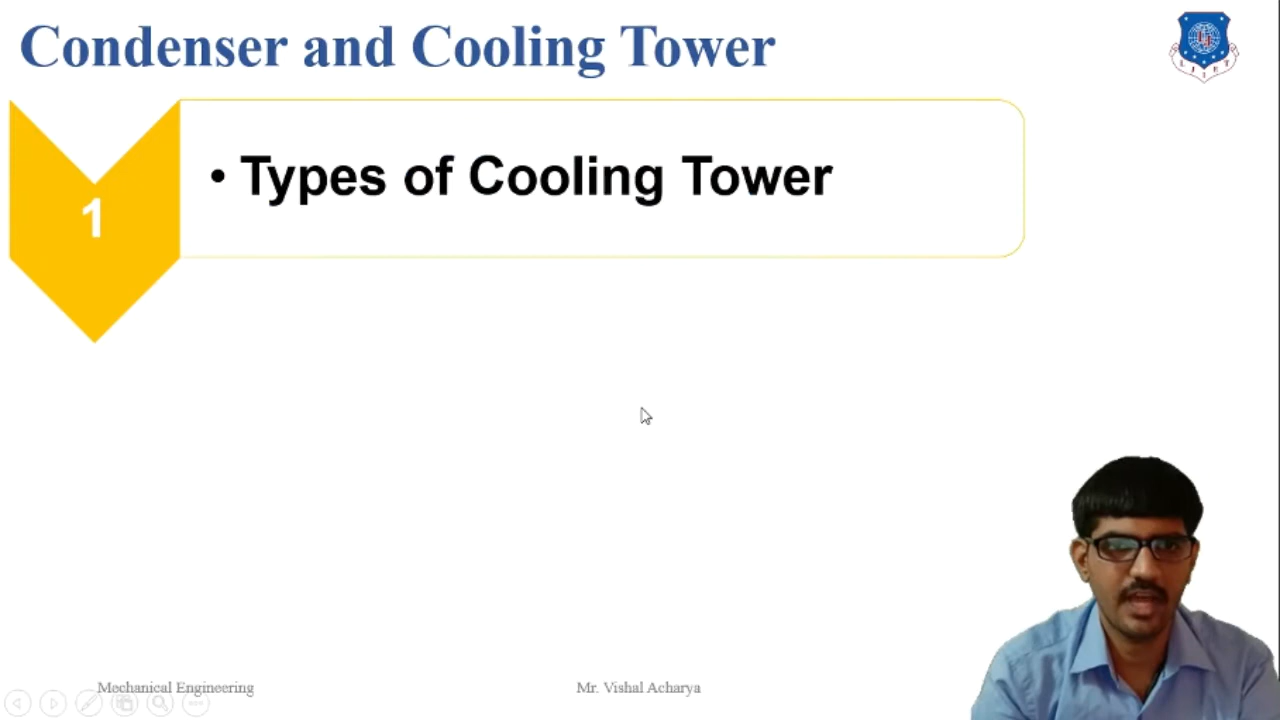 Condenser and Cooling Tower
1
• Types of Cooling Tower
Mechanical Engineering
Mr. Vishal Acharya